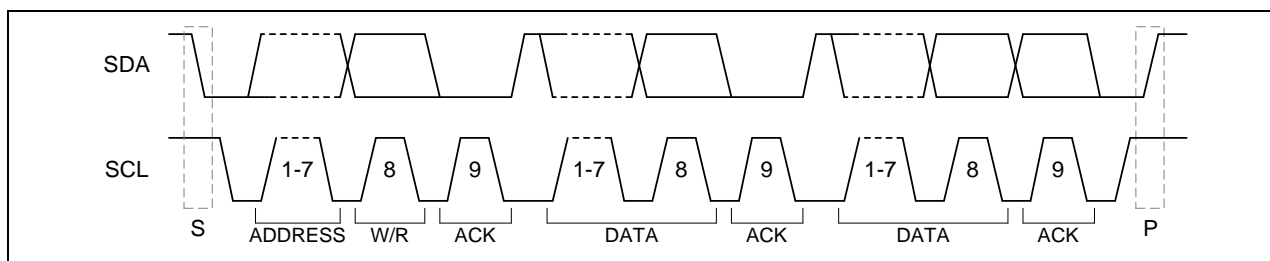 SDA
SCL
1-7 8 9 1-7 8 9 1-7 8 9
S ADDRESS W/R ACK DATA ACK DATA ACK P